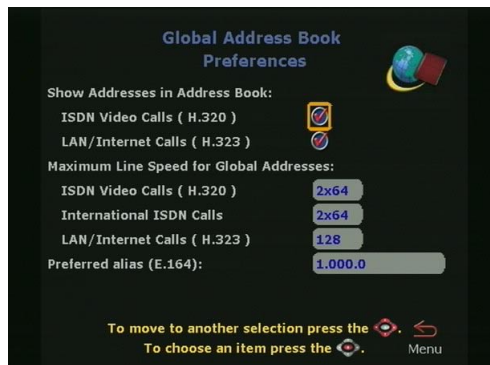 Global Address Book
Preferences
Show Addresses in Address Book:
ISDN Video Calls ( H.320 )
LAN/Internet Calls ( H.323 )
Maximum Line Speed for Global Addresses:
ISDN Video Calls ( H.320 ) 2x64
International ISDN Calls 2x64
LAN/Internet Calls ( H.323 ) 128
Preferred alias (E.164): 1.000.0
To move to another selection press the .
To choose an item press the .
Menu